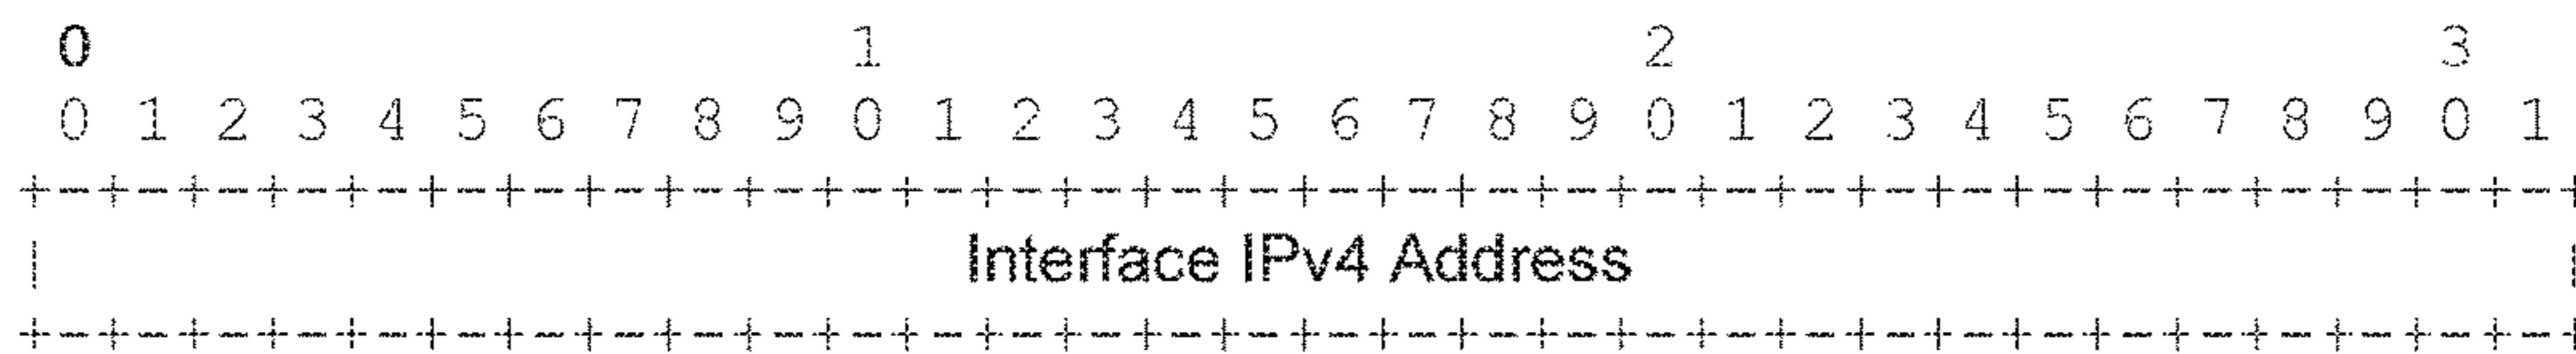 0 1 2 3
0 1 2 3 4 5 6 7 8 9 0 1 2 3 4 5 6 7 8 9 0 1 2 3 4 5 6 7 8 9 0 1
+-+-+-+-+-+-+-+-+-+-+-+-+-+-+-+-+-+-+-+-+-+-+-+-+-+-+-+-+-+-+-+-+
| Interface IPv4 Address |
+-+-+-+-+-+-+-+-+-+-+-+-+-+-+-+-+-+-+-+-+-+-+-+-+-+-+-+-+-+-+-+-+